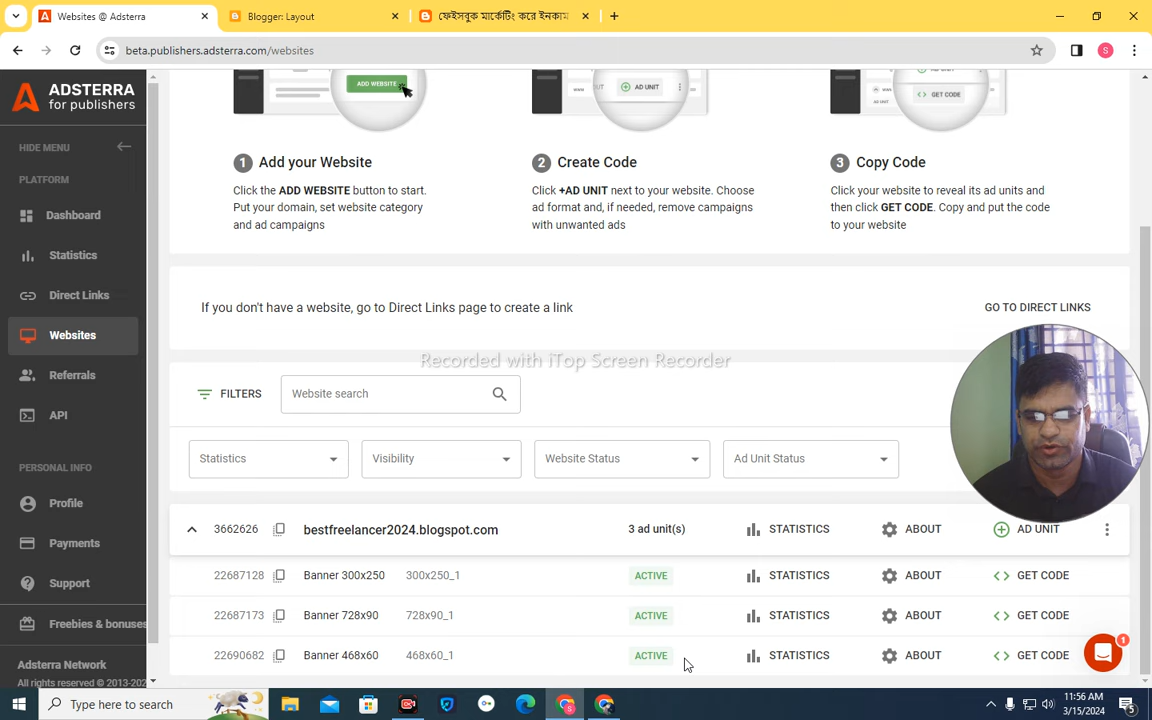 Websites @ Adsterra
Blogger: Layout
ফেইসবুক মার্কেটিং করে ইনকাম
beta.publishers.adsterra.com/websites
S
ADSTERRA
for publishers
HIDE MENU
PLATFORM
Dashboard
Statistics
Direct Links
Websites
Referrals
API
PERSONAL INFO
Profile
Payments
Support
Freebies & bonuses
Adsterra Network
All rights reserved © 2013-202
ADD WEBSITE
AD UNIT
GET CODE
1 Add your Website
Click the ADD WEBSITE button to start.
Put your domain, set website category
and ad campaigns
2 Create Code
Click +AD UNIT next to your website. Choose
ad format and, if needed, remove campaigns
with unwanted ads
3 Copy Code
Click your website to reveal its ad units and
then click GET CODE. Copy and put the code
to your website
If you don't have a website, go to Direct Links page to create a link
GO TO DIRECT LINKS
Recorded with iTop Screen Recorder
FILTERS
Website search
Statistics
Visibility
Website Status
Ad Unit Status
3662626 bestfreelancer2024.blogspot.com 3 ad unit(s) STATISTICS ABOUT AD UNIT
22687128 Banner 300x250 300x250_1 ACTIVE STATISTICS ABOUT GET CODE
22687173 Banner 728x90 728x90_1 ACTIVE STATISTICS ABOUT GET CODE
22690682 Banner 468x60 468x60_1 ACTIVE STATISTICS ABOUT GET CODE
1
Type here to search
11:56 AM
3/15/2024
5